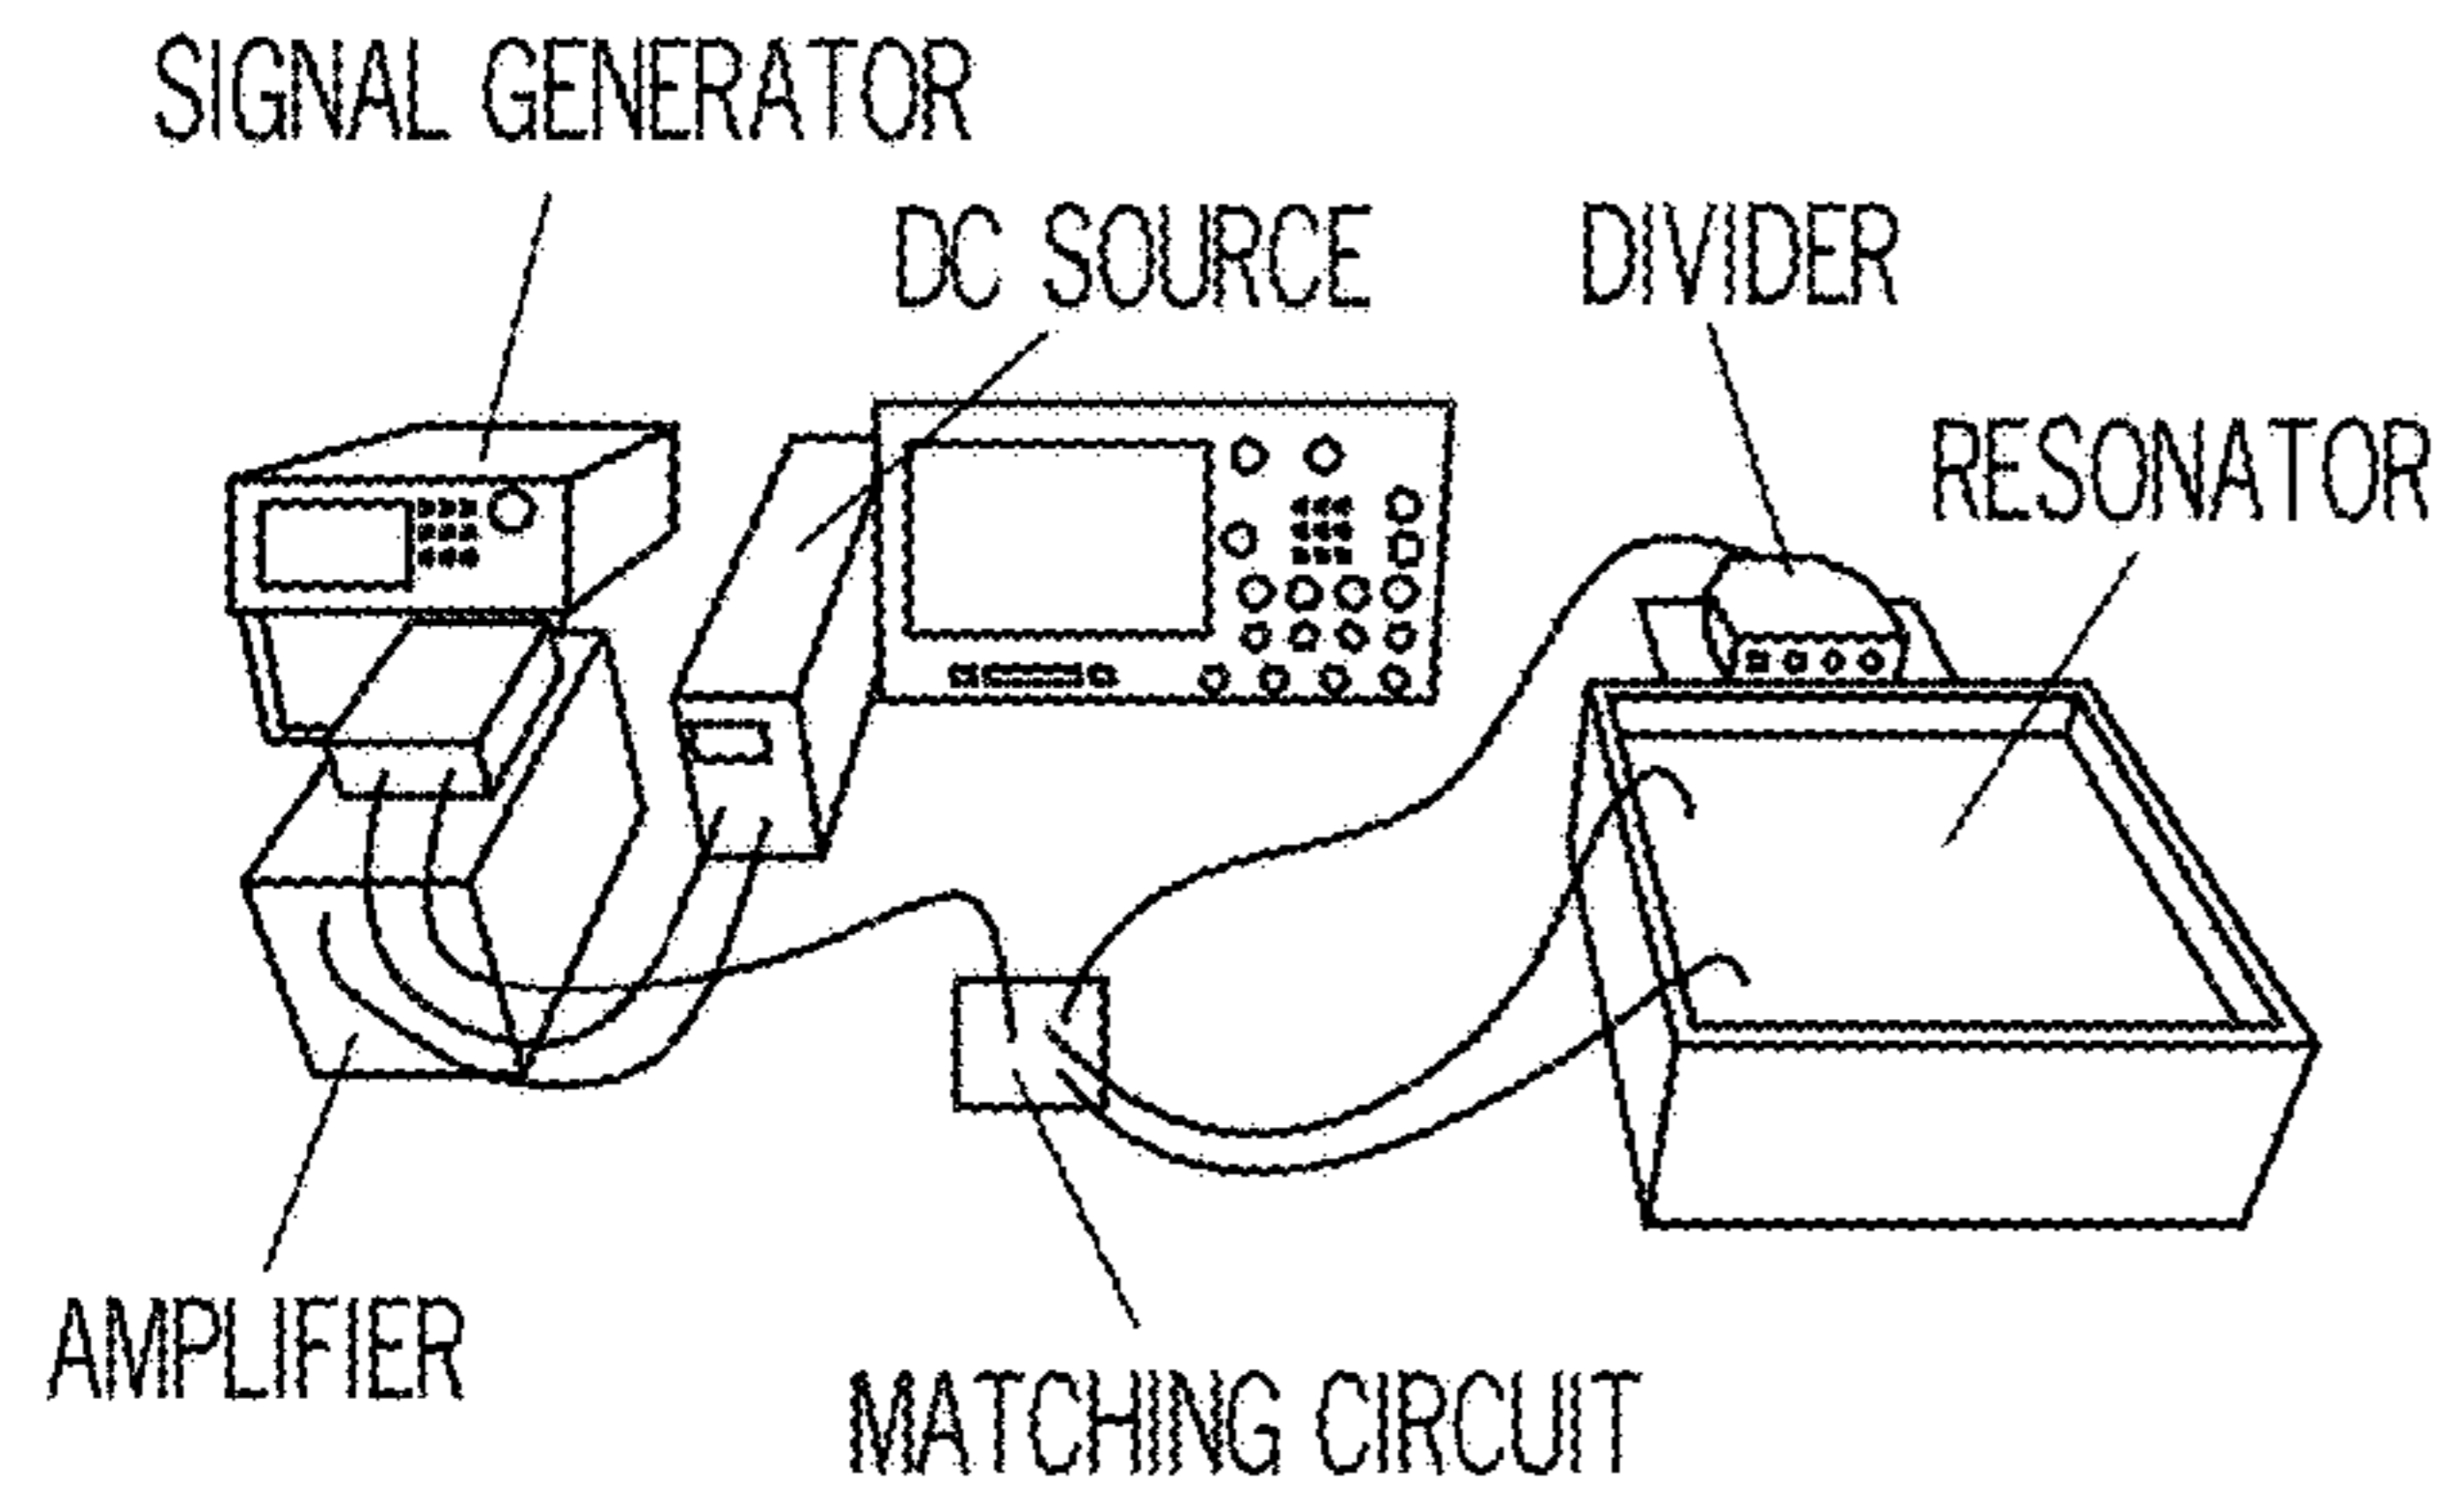 SIGNAL GENERATOR
DC SOURCE
DIVIDER
RESONATOR
AMPLIFIER
MATCHING CIRCUIT